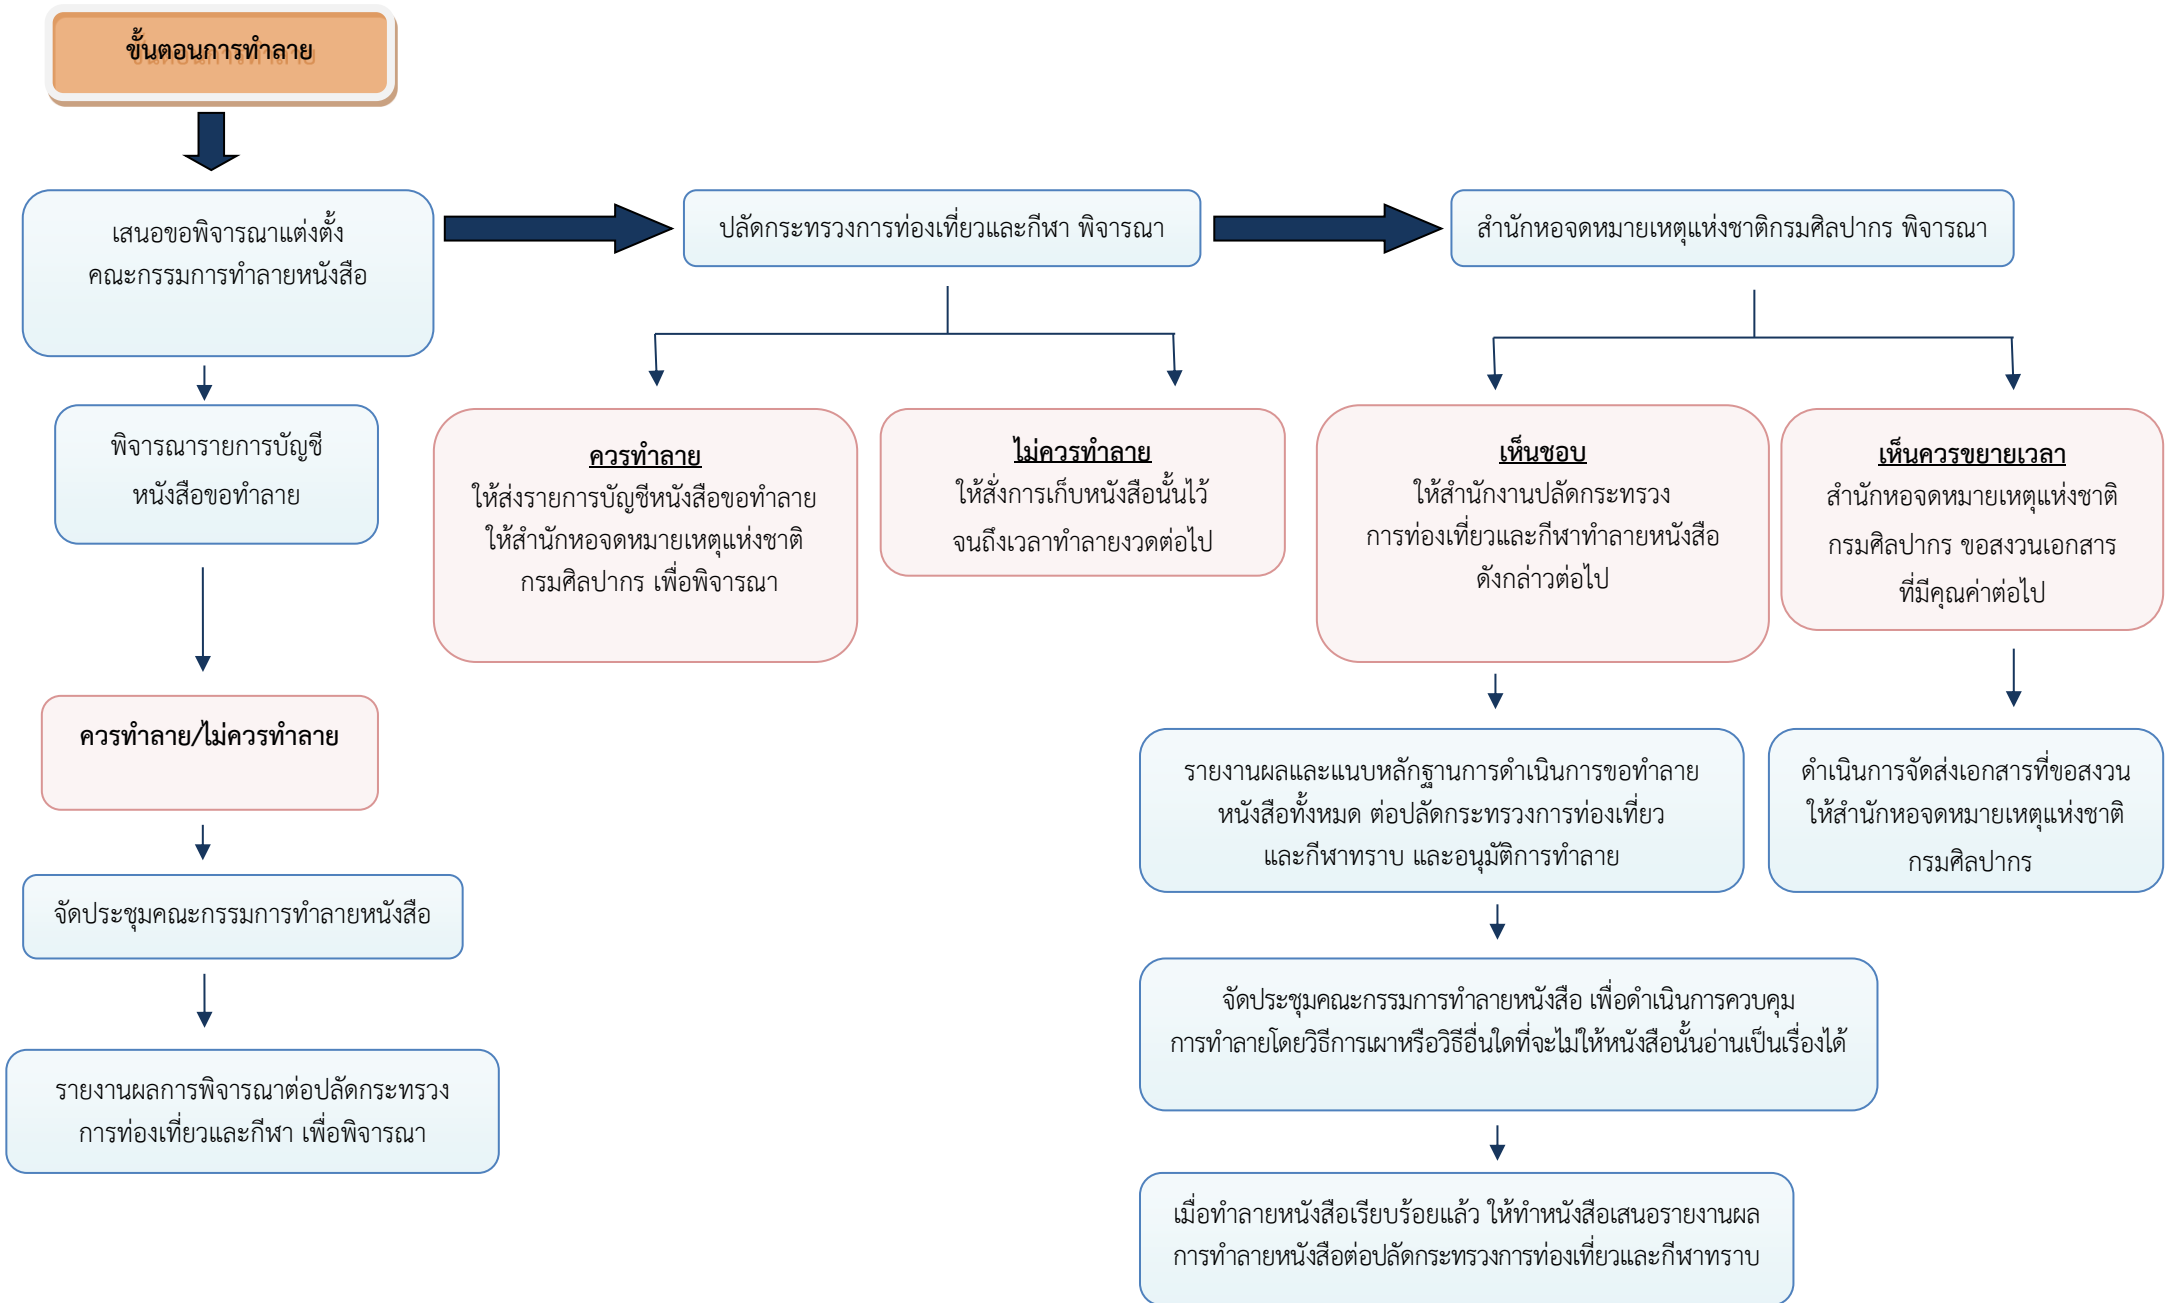 ขั้นตอนการทำลาย
เสนอขอพิจารณาแต่งตั้ง
คณะกรรมการทำลายหนังสือ
ปลัดกระทรวงการท่องเที่ยวและกีฬา พิจารณา
สำนักหอจดหมายเหตุแห่งชาติกรมศิลปากร พิจารณา
พิจารณารายการบัญชี
หนังสือขอทำลาย
ควรทำลาย
ให้ส่งรายการบัญชีหนังสือขอทำลาย
ให้สำนักหอจดหมายเหตุแห่งชาติ
กรมศิลปากร เพื่อพิจารณา
ไม่ควรทำลาย
ให้สั่งการเก็บหนังสือนั้นไว้
จนถึงเวลาทำลายงวดต่อไป
เห็นชอบ
ให้สำนักงานปลัดกระทรวง
การท่องเที่ยวและกีฬาทำลายหนังสือ
ดังกล่าวต่อไป
เห็นควรขยายเวลา
สำนักหอจดหมายเหตุแห่งชาติ
กรมศิลปากร ขอสงวนเอกสาร
ที่มีคุณค่าต่อไป
ควรทำลาย/ไม่ควรทำลาย
จัดประชุมคณะกรรมการทำลายหนังสือ
รายงานผลการพิจารณาต่อปลัดกระทรวง
การท่องเที่ยวและกีฬา เพื่อพิจารณา
รายงานผลและแนบหลักฐานการดำเนินการขอทำลาย
หนังสือทั้งหมด ต่อปลัดกระทรวงการท่องเที่ยว
และกีฬาทราบ และอนุมัติการทำลาย
ดำเนินการจัดส่งเอกสารที่ขอสงวน
ให้สำนักหอจดหมายเหตุแห่งชาติ
กรมศิลปากร
จัดประชุมคณะกรรมการทำลายหนังสือ เพื่อดำเนินการควบคุม
การทำลายโดยวิธีการเผาหรือวิธีอื่นใดที่จะไม่ให้หนังสือนั้นอ่านเป็นเรื่องได้
เมื่อทำลายหนังสือเรียบร้อยแล้ว ให้ทำหนังสือเสนอรายงานผล
การทำลายหนังสือต่อปลัดกระทรวงการท่องเที่ยวและกีฬาทราบ